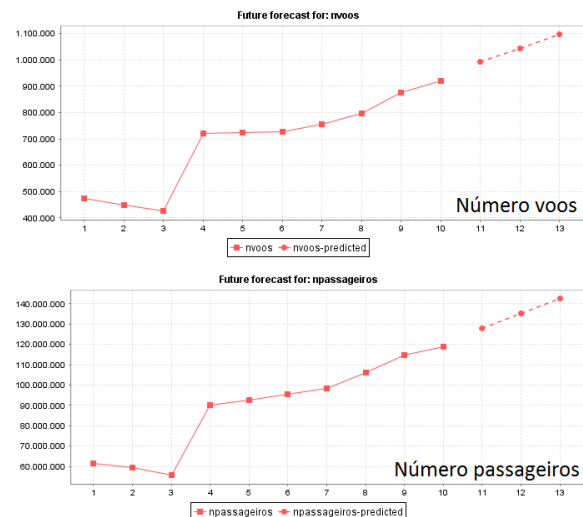 Future forecast for: nvoos
1.100.000
1.000.000
900.000
800.000
700.000
600.000
500.000
400.000
1 2 3 4 5 6 7 8 9 10 11 12 13
Número voos
nvoos nvoos-predicted
Future forecast for: npassageiros
140.000.000
130.000.000
120.000.000
110.000.000
100.000.000
90.000.000
80.000.000
70.000.000
60.000.000
1 2 3 4 5 6 7 8 9 10 11 12 13
Número passageiros
npassageiros npassageiros-predicted